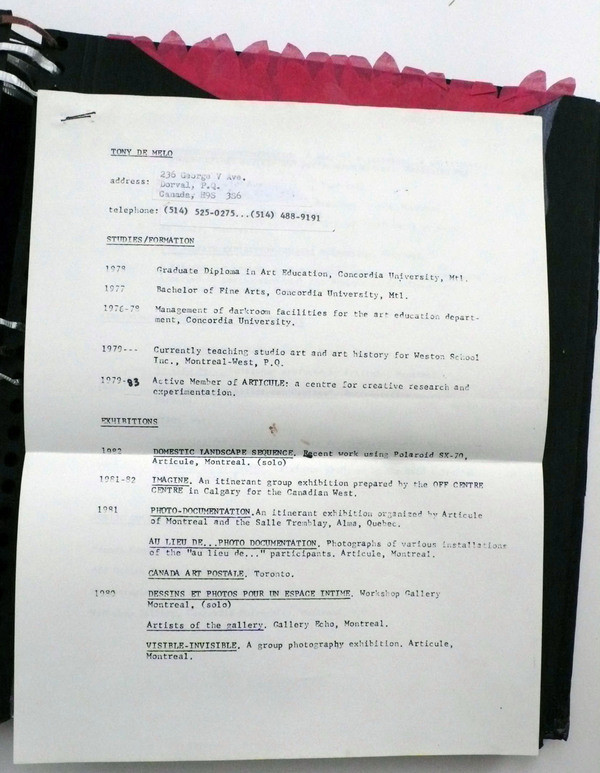 TONY DE MELO
address: 236 George V Ave.
Dorval, P.Q.
Canada, H9S 3S6
telephone: (514) 525-0275...(514) 488-9191
STUDIES/FORMATION
1978 Graduate Diploma in Art Education, Concordia University, Mtl.
1977 Bachelor of Fine Arts, Concordia University, Mtl.
1976-78 Management of darkroom facilities for the art education depart-
ment, Concordia University.
1979--- Currently teaching studio art and art history for Weston School
Inc., Montreal-West, P.Q.
1979-83 Active Member of ARTICULE: a centre for creative research and
experimentation.
EXHIBITIONS
1982 DOMESTIC LANDSCAPE SEQUENCE. Recent work using Polaroid SX-70,
Articule, Montreal. (solo)
1981-82 IMAGINE. An itinerant group exhibition prepared by the OFF CENTRE
CENTRE in Calgary for the Canadian West.
1981 PHOTO-DOCUMENTATION.An itinerant exhibition organized by Articule
of Montreal and the Salle Tremblay, Alma, Quebec.
AU LIEU DE...PHOTO DOCUMENTATION. Photographs of various installations
of the "au lieu de..." participants. Articule, Montreal.
CANADA ART POSTALE. Toronto.
1980 DESSINS ET PHOTOS POUR UN ESPACE INTIME. Workshop Gallery
Montreal, (solo)
Artists of the gallery. Gallery Echo, Montreal.
VISIBLE-INVISIBLE. A group photography exhibition. Articule,
Montreal.